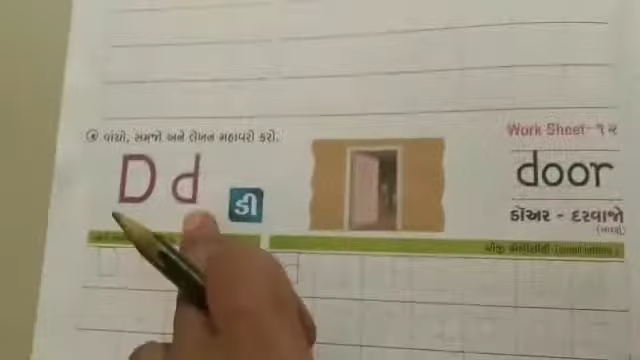 Work Sheet-૧૨
વાંચો, સમજો અને લેખન મહાવરો કરો.
D d ડી
door
ડૉઅર - દરવાજો